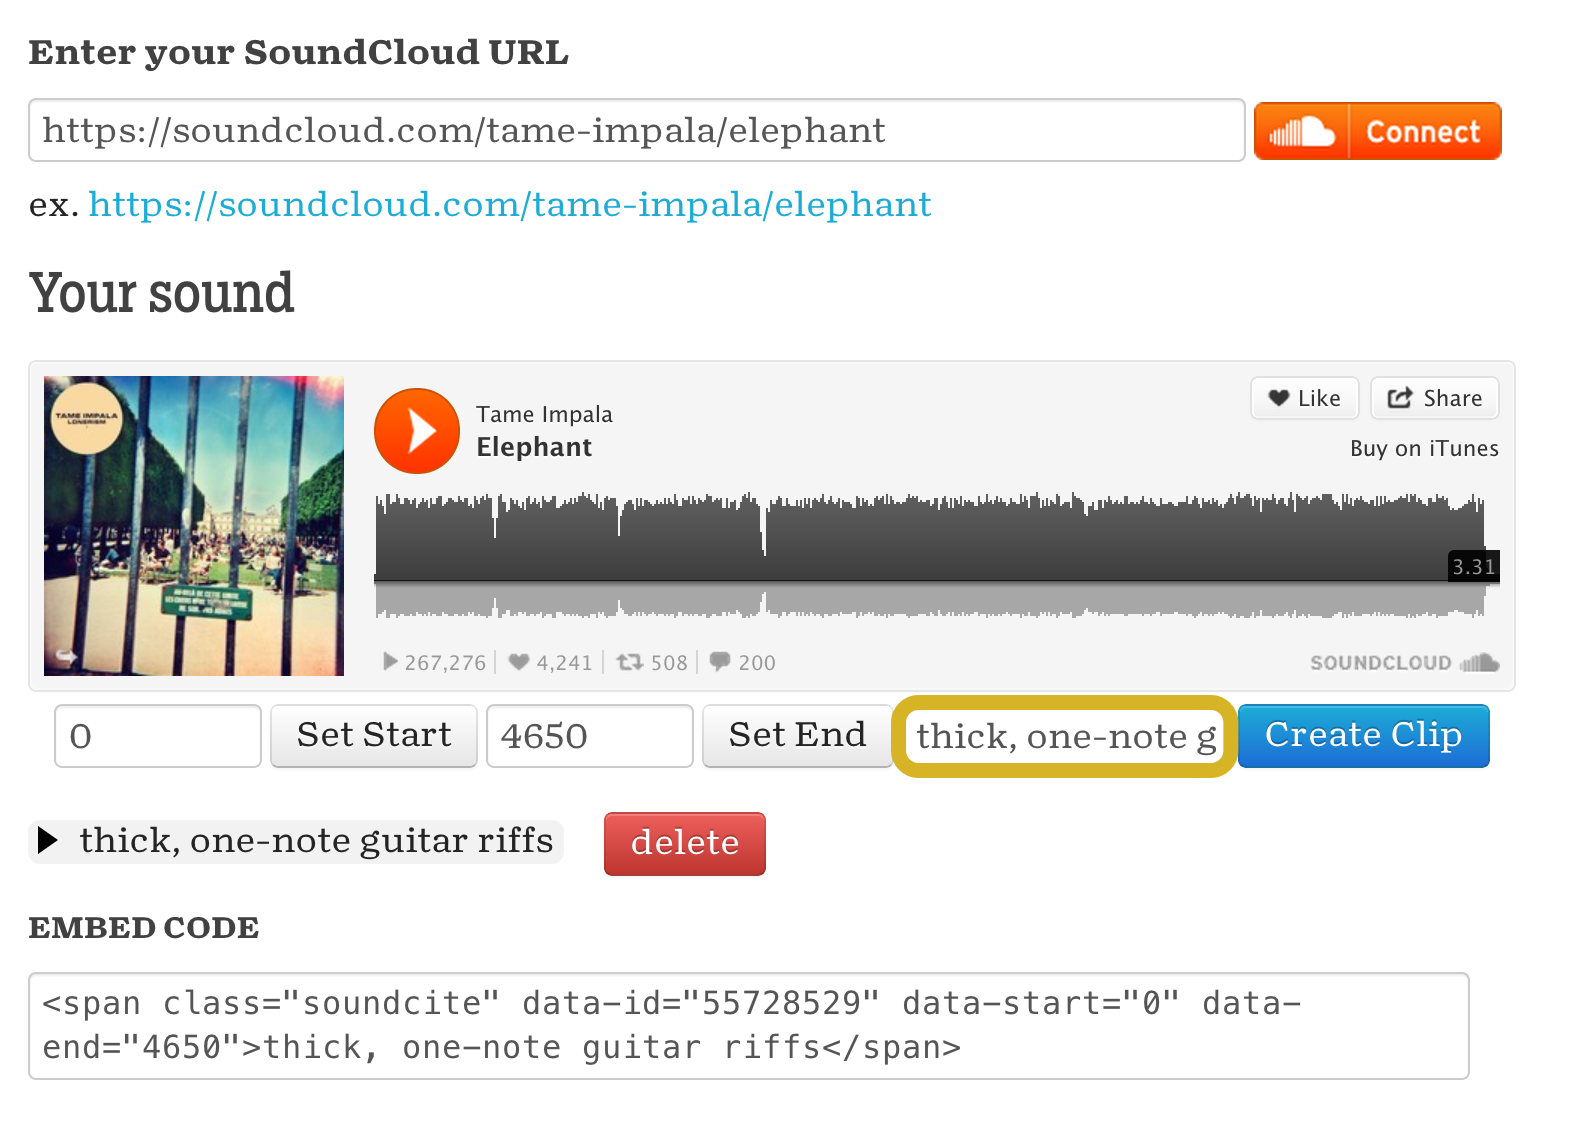 Enter your SoundCloud URL
https://soundcloud.com/tame-impala/elephant
Connect
ex. https://soundcloud.com/tame-impala/elephant
Your sound
TAME IMPALA
LONERISM
Tame Impala
Elephant
Like
Share
Buy on iTunes
3.31
267,276
4,241
508
200
SOUNDCLOUD
0
Set Start
4650
Set End
thick, one-note g
Create Clip
thick, one-note guitar riffs
delete
EMBED CODE
<span class="soundcite" data-id="55728529" data-start="0" data-
end="4650">thick, one-note guitar riffs</span>